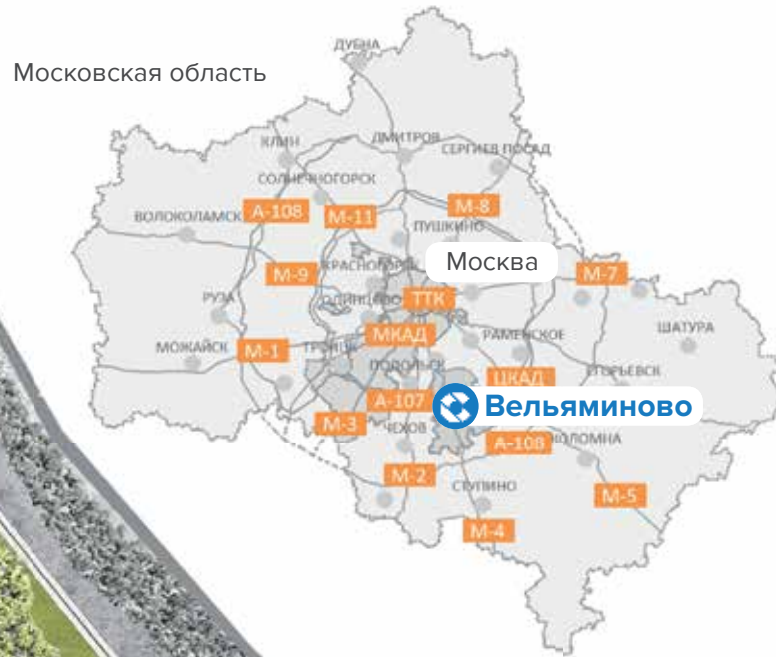 ДУБНА
Московская область
КЛИН
ДМИТРОВ
СЕРГИЕВ ПОСАД
СОЛНЕЧНОГОРСК
А-108
М-11
М-8
ВОЛОКОЛАМСК
ПУШКИНО
Москва
КРАСНОГОРСК
М-9
М-7
РУЗА
ОДИНЦОВО
ТТК
МКАД
РАМЕНСКОЕ
ШАТУРА
МОЖАЙСК
М-1
ТРОИЦК
ПОДОЛЬСК
ЦКАД
ЕГОРЬЕВСК
А-107
Вельяминово
М-3
ЧЕХОВ
А-108
КОЛОМНА
М-2
СТУПИНО
М-5
М-4